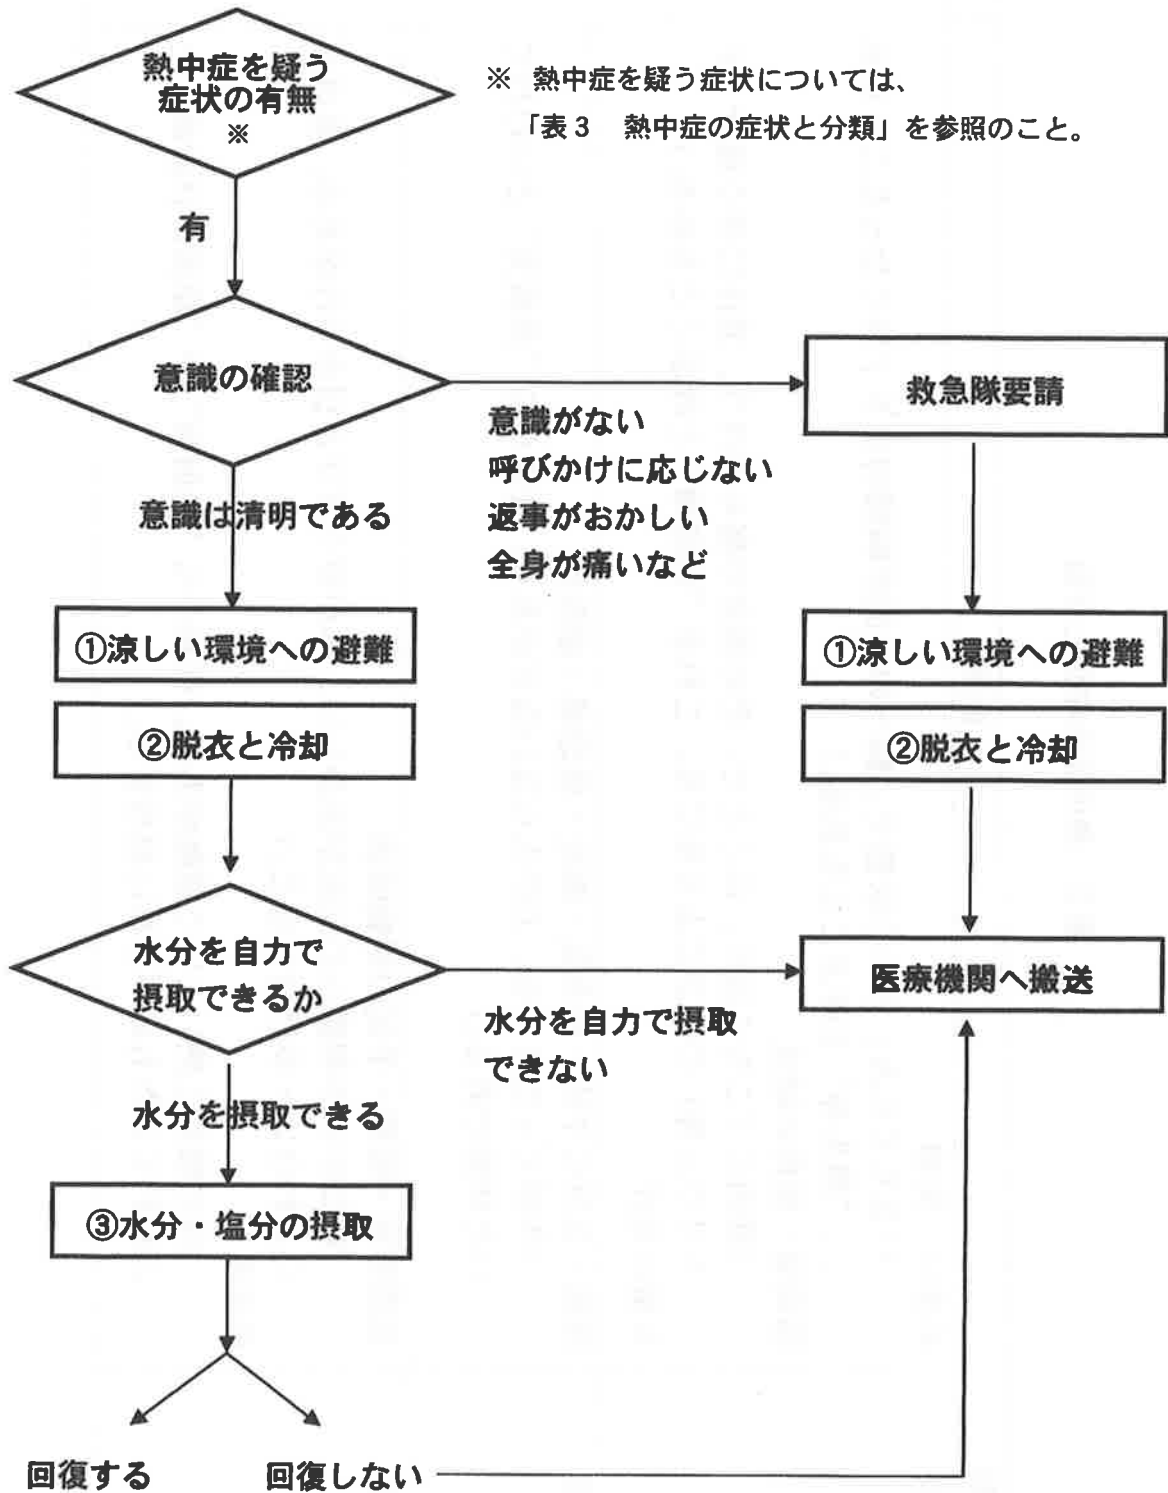 熱中症を疑う
症状の有無
※
※ 熱中症を疑う症状については、
「表3 熱中症の症状と分類」を参照のこと。
有
意識の確認
救急隊要請
意識がない
呼びかけに応じない
返事がおかしい
全身が痛いなど
意識は清明である
①涼しい環境への避難
①涼しい環境への避難
②脱衣と冷却
②脱衣と冷却
水分を自力で
摂取できるか
医療機関へ搬送
水分を自力で摂取
できない
水分を摂取できる
③水分・塩分の摂取
回復する
回復しない